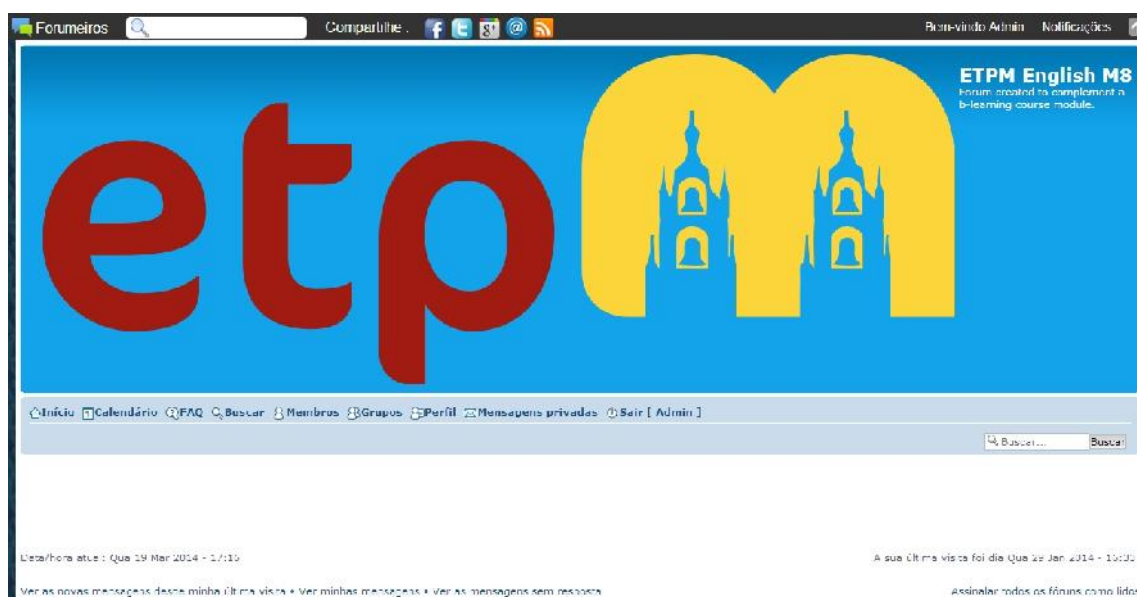 Forumeiros Compartilhe : Bem-vindo Admin Notificações
ETPM English M8
Forum created to complement a
b-learning course module.
etpm
Início Calendário FAQ Buscar Membros Grupos Perfil Mensagens privadas Sair [ Admin ]
Buscar... Buscar
Data/hora atual: Qua 19 Mar 2014 - 17:15 A sua última visita foi dia Qua 29 Jan 2014
Ver as novas mensagens desde minha última visita • Ver minhas mensagens • Ver as mensagens sem resposta Assinalar todos os fóruns como lidos